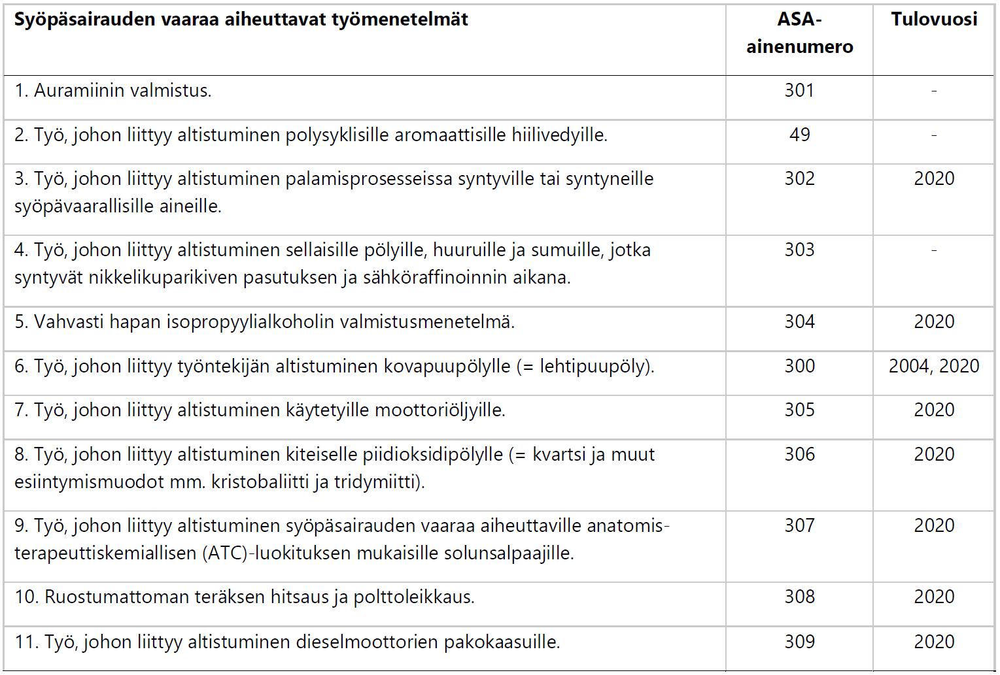 Syöpäsairauden vaaraa aiheuttavat työmenetelmät
ASA-
ainenumero
Tulovuosi
1. Auramiinin valmistus.
301
-
2. Työ, johon liittyy altistuminen polysyklisille aromaattisille hiilivedyille.
49
-
3. Työ, johon liittyy altistuminen palamisprosesseissa syntyville tai syntyneille
syöpävaarallisille aineille.
302
2020
4. Työ, johon liittyy altistuminen sellaisille pölyille, huuruille ja sumuille, jotka
syntyvät nikkelikuparikiven pasutuksen ja sähköraffinoinnin aikana.
303
-
5. Vahvasti hapan isopropyylialkoholin valmistusmenetelmä.
304
2020
6. Työ, johon liittyy työntekijän altistuminen kovapuupölylle (= lehtipuupöly).
300
2004, 2020
7. Työ, johon liittyy altistuminen käytetyille moottoriöljyille.
305
2020
8. Työ, johon liittyy altistuminen kiteiselle piidioksidipölylle (= kvartsi ja muut
esiintymismuodot mm. kristobaliitti ja tridymiitti).
306
2020
9. Työ, johon liittyy altistuminen syöpäsairauden vaaraa aiheuttaville anatomis-
terapeuttiskemiallisen (ATC)-luokituksen mukaisille solunsalpaajille.
307
2020
10. Ruostumattoman teräksen hitsaus ja polttoleikkaus.
308
2020
11. Työ, johon liittyy altistuminen dieselmoottorien pakokaasuille.
309
2020